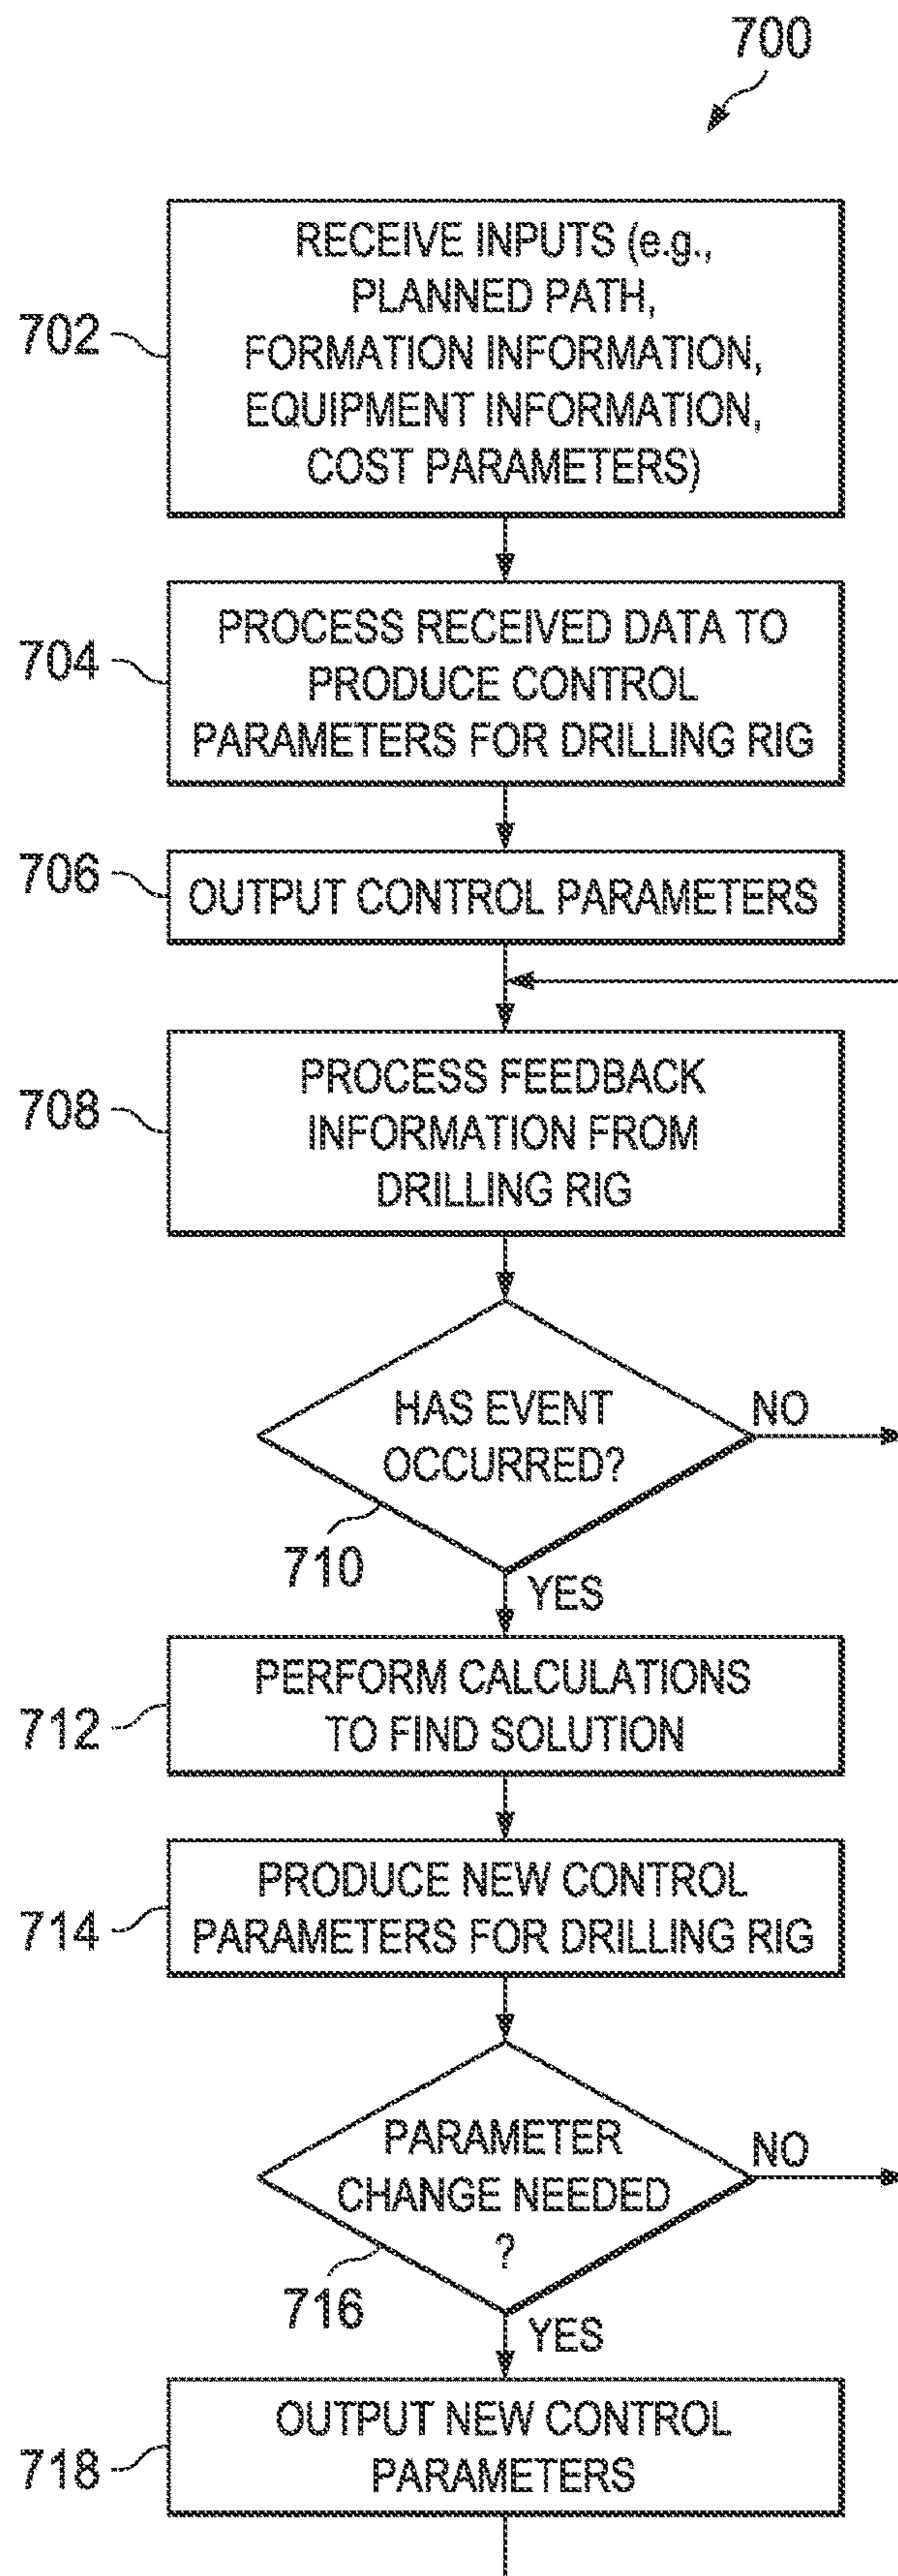 700
702
RECEIVE INPUTS (e.g.,
PLANNED PATH,
FORMATION INFORMATION,
EQUIPMENT INFORMATION,
COST PARAMETERS)
704
PROCESS RECEIVED DATA TO
PRODUCE CONTROL
PARAMETERS FOR DRILLING RIG
706
OUTPUT CONTROL PARAMETERS
708
PROCESS FEEDBACK
INFORMATION FROM
DRILLING RIG
HAS EVENT
OCCURRED?
NO
710
YES
712
PERFORM CALCULATIONS
TO FIND SOLUTION
714
PRODUCE NEW CONTROL
PARAMETERS FOR DRILLING RIG
PARAMETER
CHANGE NEEDED
?
NO
716
YES
718
OUTPUT NEW CONTROL
PARAMETERS